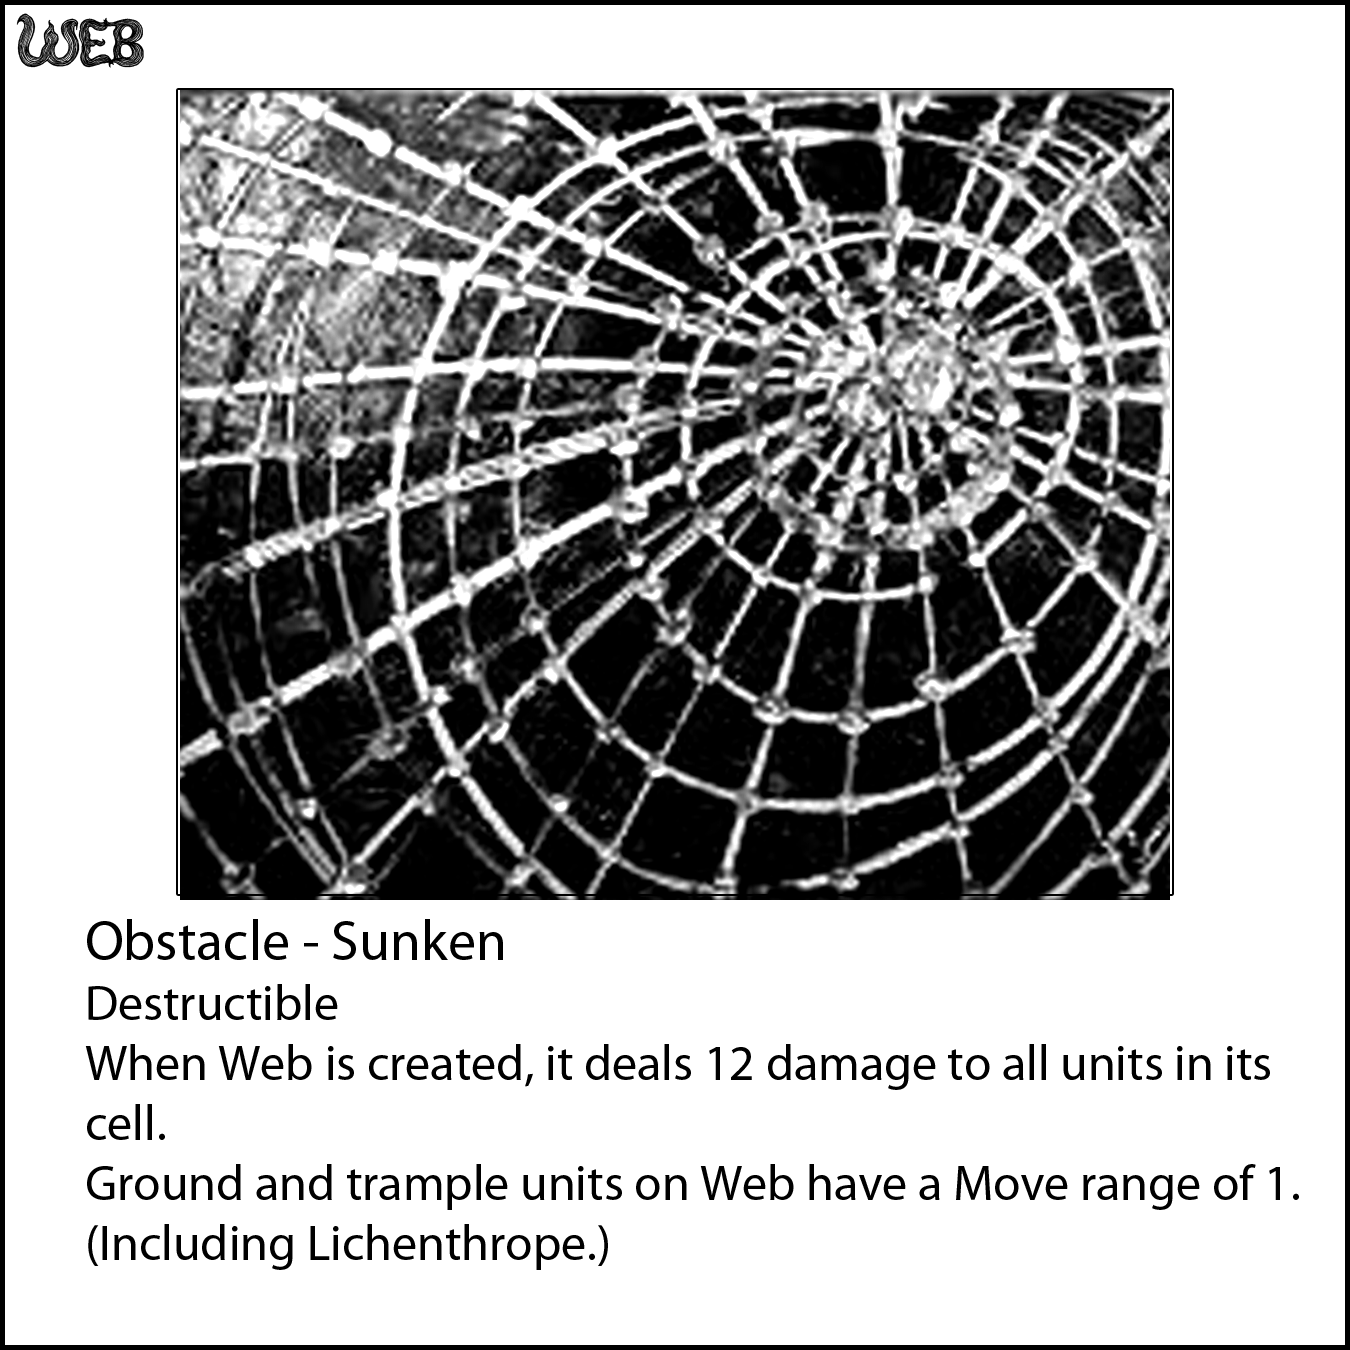 WEB
Obstacle - Sunken
Destructible
When Web is created, it deals 12 damage to all units in its
cell.
Ground and trample units on Web have a Move range of 1.
(Including Lichenthrope.)